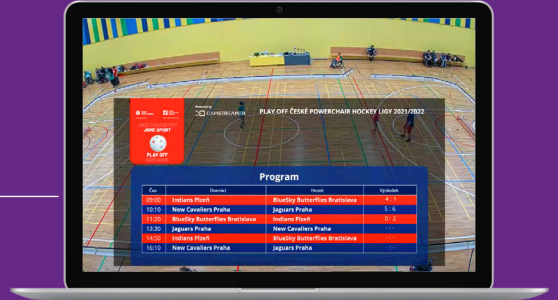 Powered by
CAMSTREAMER
PLAY OFF ČESKÉ POWERCHAIR HOCKEY LIGY 2021/2022
JSME SPORT
PLAY OFF
Program
Čas Domácí Hosté Výsledek
09:00 Indians Plzeň BlueSky Butterflies Bratislava 4 : 1
10:10 New Cavaliers Praha Jaguars Praha 5 : 6
11:20 BlueSky Butterflies Bratislava Indians Plzeň 0 : 2
13:30 Jaguars Praha New Cavaliers Praha - : -
14:50 Indians Plzeň BlueSky Butterflies Bratislava - : -
16:10 New Cavaliers Praha Jaguars Praha - : -